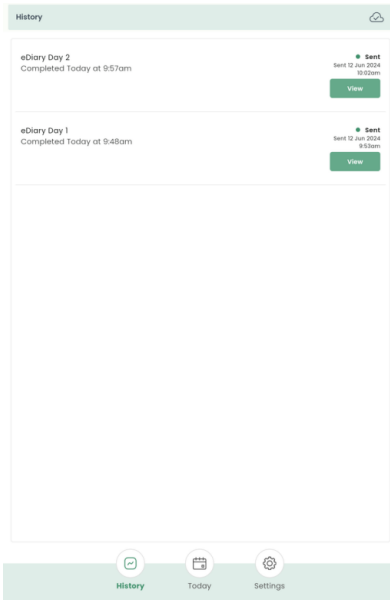 History
eDiary Day 2
Completed Today at 9:57am
Sent
Sent 12 Jun 2024
10:02am
View
eDiary Day 1
Completed Today at 9:48am
Sent
Sent 12 Jun 2024
9:53am
View
History
Today
Settings